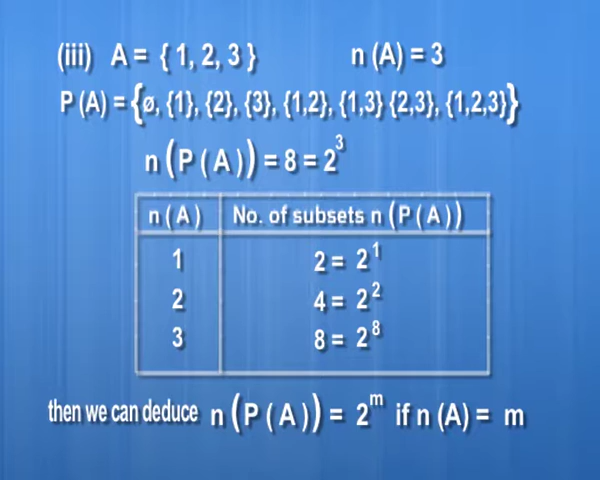 (iii) A = { 1, 2, 3 } n (A) = 3
P (A) = {ø, {1}, {2}, {3}, {1,2}, {1,3} {2,3}, {1,2,3}}
n ( P ( A ) ) = 8 = 2³
n ( A ) No. of subsets n ( P ( A ) )
1 2 = 2¹
2 4 = 2²
3 8 = 2⁸
then we can deduce n ( P ( A ) ) = 2ᵐ if n (A) = m